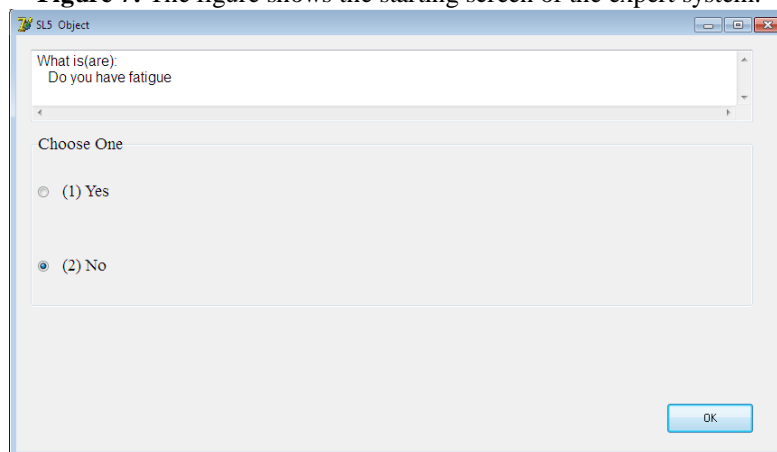 Figure 7. The figure shows the starting screen of the expert system.
SL5 Object
What is(are):
Do you have fatigue
Choose One
(1) Yes
(2) No
OK